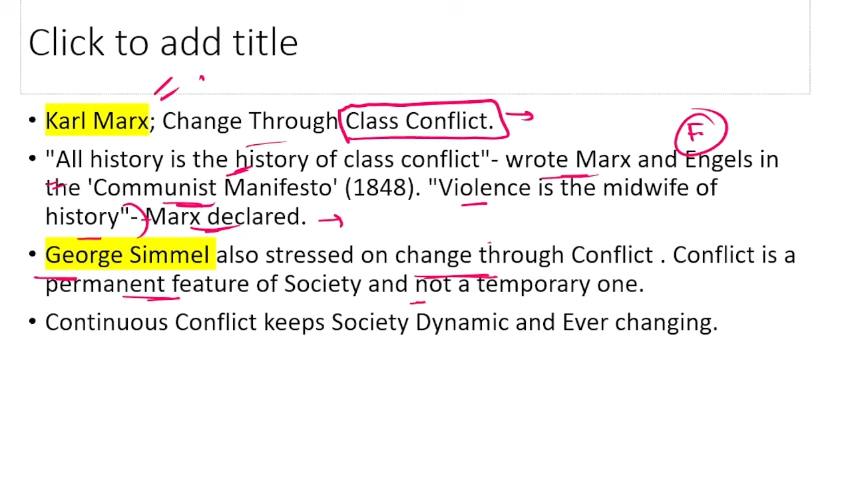 Click to add title
• Karl Marx; Change Through Class Conflict.
F
• "All history is the history of class conflict"- wrote Marx and Engels in
the 'Communist Manifesto' (1848). "Violence is the midwife of
history"- Marx declared.
• George Simmel also stressed on change through Conflict . Conflict is a
permanent feature of Society and not a temporary one.
• Continuous Conflict keeps Society Dynamic and Ever changing.